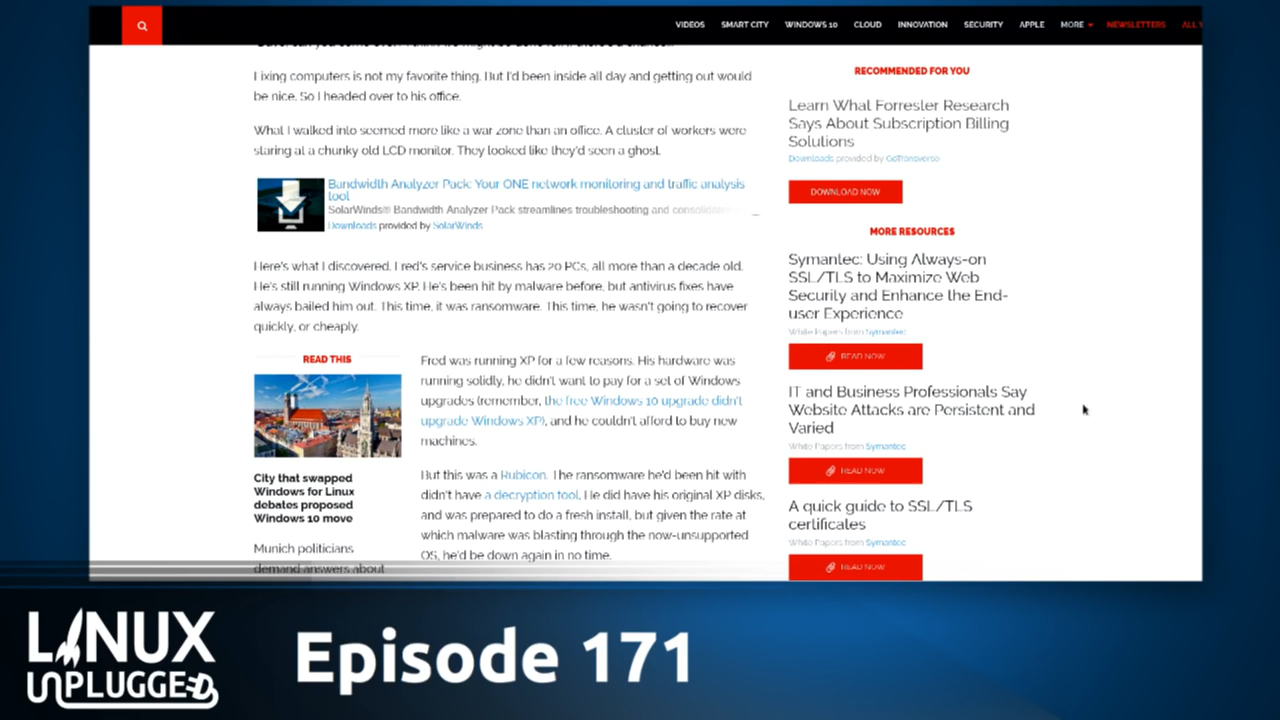 VIDEOS SMART CITY WINDOWS 10 CLOUD INNOVATION SECURITY APPLE MORE NEWSLETTERS ALL
Fixing computers is not my favorite thing. But I'd been inside all day and getting out would
be nice. So I headed over to his office.
What I walked into seemed more like a war zone than an office. A cluster of workers were
staring at a chunky old LCD monitor. They looked like they'd seen a ghost.
Bandwidth Analyzer Pack: Your ONE network monitoring and traffic analysis
tool
SolarWinds® Bandwidth Analyzer Pack streamlines troubleshooting and
Downloads provided by SolarWinds
Here's what I discovered. Fred's service business has 20 PCs, all more than a decade old.
He's still running Windows XP. He's been hit by malware before, but antivirus fixes have
always bailed him out. This time, it was ransomware. This time, he wasn't going to recover
quickly, or cheaply.
READ THIS
City that swapped
Windows for Linux
debates proposed
Windows 10 move
Munich politicians
demand answers about
Fred was running XP for a few reasons. His hardware was
running solidly, he didn't want to pay for a set of Windows
upgrades (remember, the free Windows 10 upgrade didn't
upgrade Windows XP), and he couldn't afford to buy new
machines.
But this was a Rubicon. The ransomware he'd been hit with
didn't have a decryption tool. He did have his original XP disks,
and was prepared to do a fresh install, but given the rate at
which malware was blasting through the now-unsupported
OS, he'd be down again in no time.
RECOMMENDED FOR YOU
Learn What Forrester Research
Says About Subscription Billing
Solutions
Downloads provided by GoTransverse
DOWNLOAD NOW
MORE RESOURCES
Symantec: Using Always-on
SSL/TLS to Maximize Web
Security and Enhance the End-
user Experience
White Papers from Symantec
READ NOW
IT and Business Professionals Say
Website Attacks are Persistent and
Varied
White Papers from Symantec
READ NOW
A quick guide to SSL/TLS
certificates
White Papers from Symantec
READ NOW
LINUX
UNPLUGGED
Episode 171